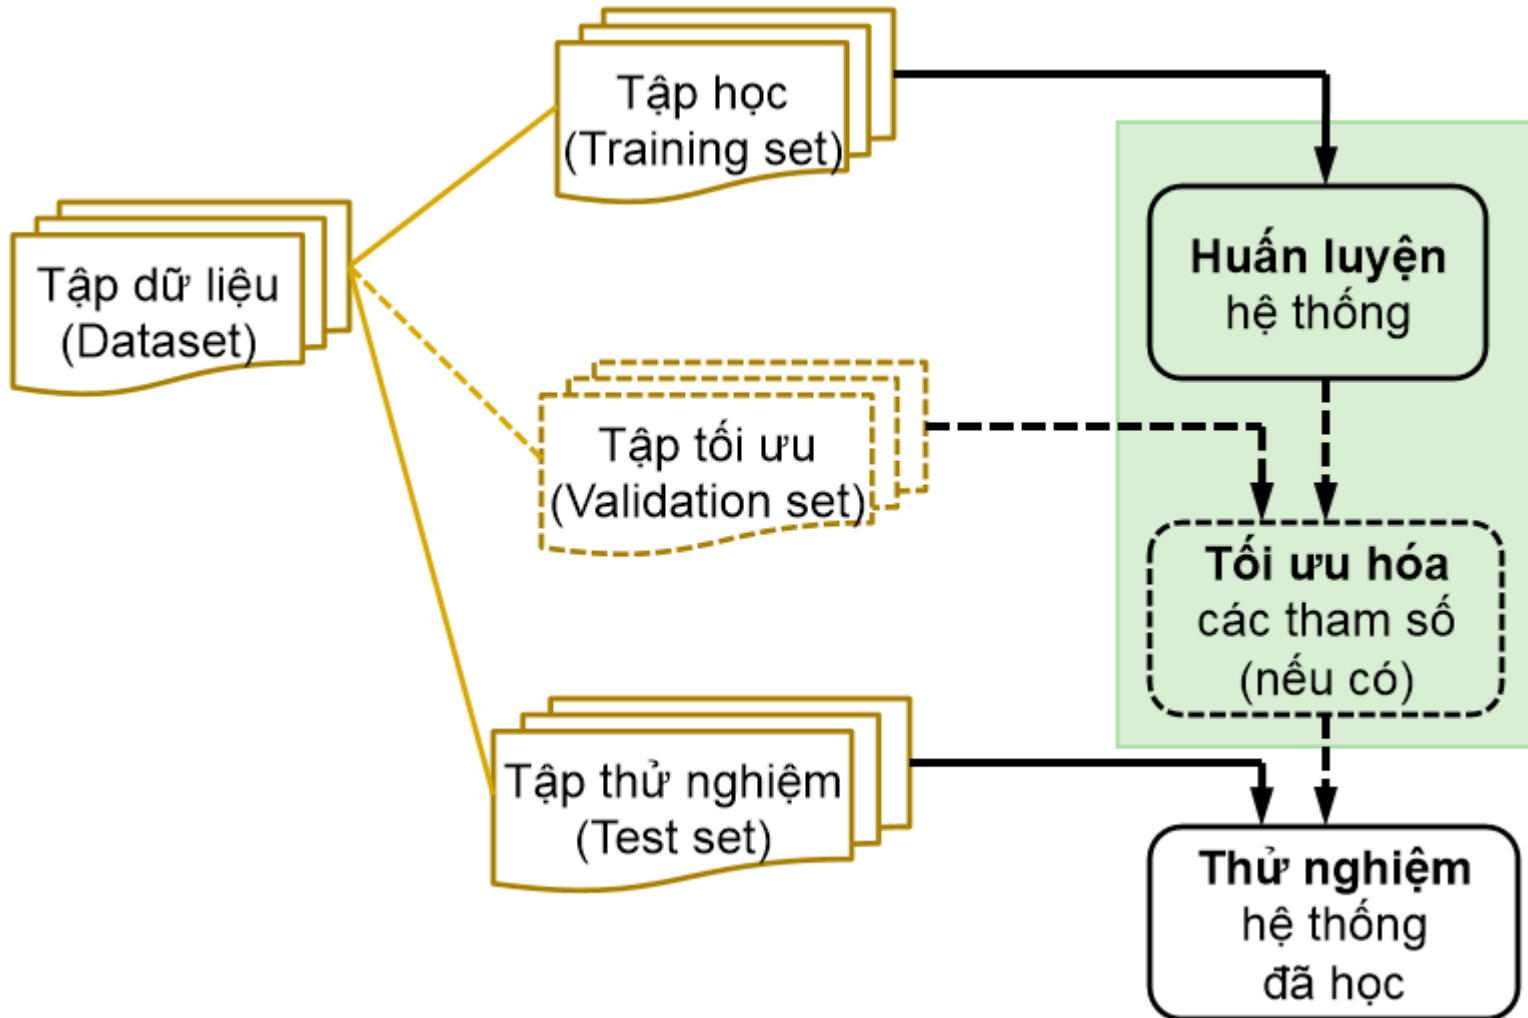 Tập học
(Training set)
Tập dữ liệu
(Dataset)
Huấn luyện
hệ thống
Tập tối ưu
(Validation set)
Tối ưu hóa
các tham số
(nếu có)
Tập thử nghiệm
(Test set)
Thử nghiệm
hệ thống
đã học